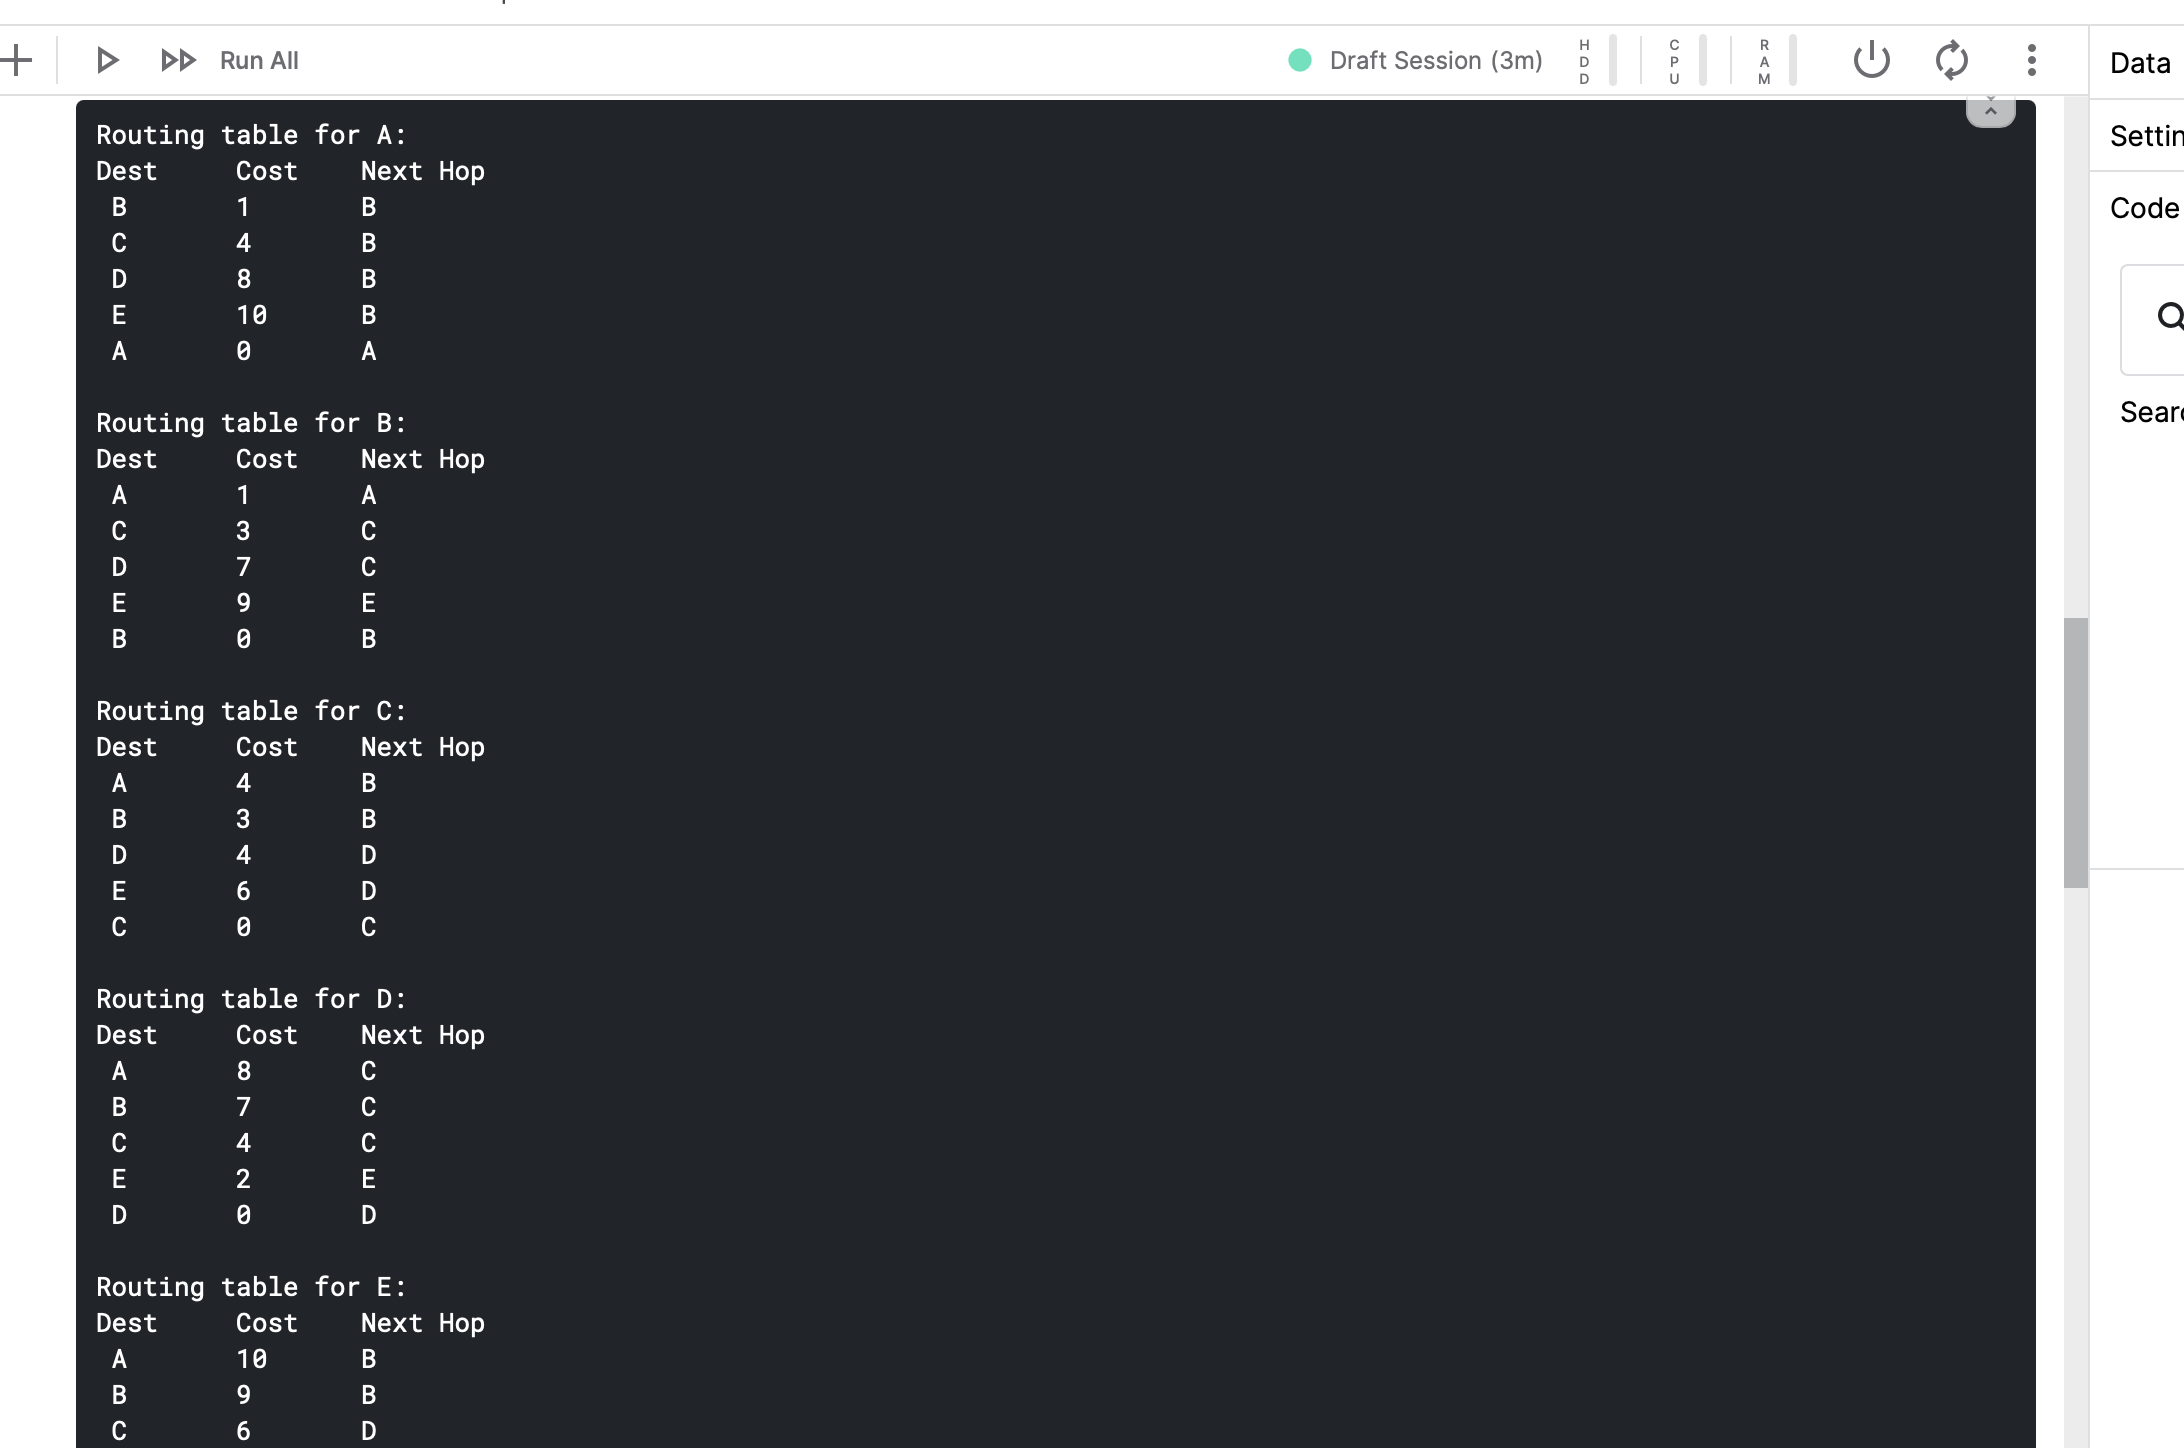 Run All
Draft Session (3m)
HDD
CPU
RAM
Data
Routing table for A:
Dest Cost Next Hop
B 1 B
C 4 B
D 8 B
E 10 B
A 0 A
Routing table for B:
Dest Cost Next Hop
A 1 A
C 3 C
D 7 C
E 9 E
B 0 B
Routing table for C:
Dest Cost Next Hop
A 4 B
B 3 B
D 4 D
E 6 D
C 0 C
Routing table for D:
Dest Cost Next Hop
A 8 C
B 7 C
C 4 C
E 2 E
D 0 D
Routing table for E:
Dest Cost Next Hop
A 10 B
B 9 B
C 6 D
Settin
Code
Sear